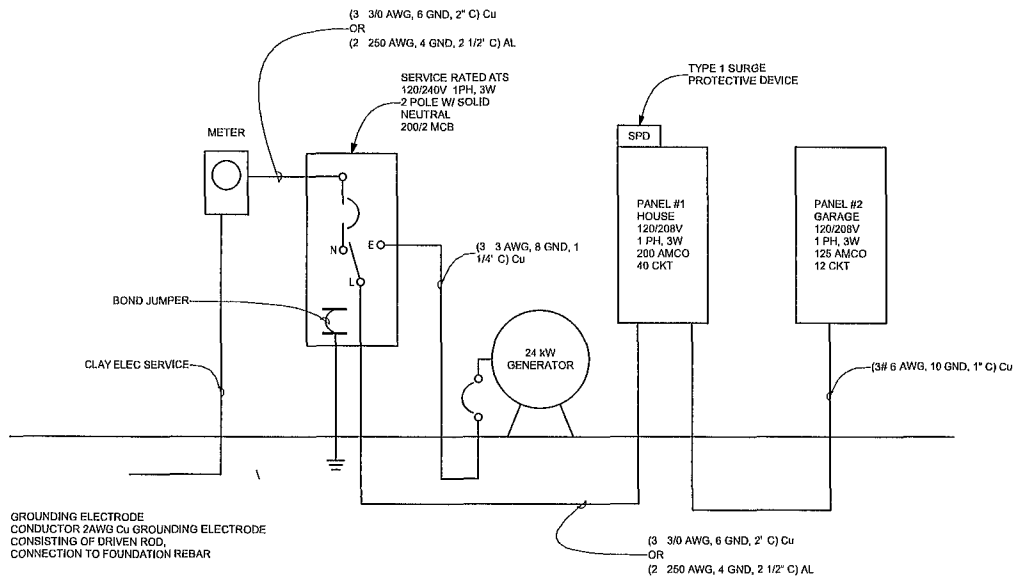 (3 3/0 AWG, 6 GND, 2" C) Cu
OR
(2 250 AWG, 4 GND, 2 1/2' C) AL
SERVICE RATED ATS
120/240V 1PH, 3W
2 POLE W/ SOLID
NEUTRAL
200/2 MCB
TYPE 1 SURGE
PROTECTIVE DEVICE
METER
SPD
PANEL #1
HOUSE
120/208V
1 PH, 3W
200 AMCO
40 CKT
PANEL #2
GARAGE
120/208V
1 PH, 3W
125 AMCO
12 CKT
N
E
L
(3 3 AWG, 8 GND, 1
1/4' C) Cu
BOND JUMPER
CLAY ELEC SERVICE
24 kW
GENERATOR
(3# 6 AWG, 10 GND, 1" C) Cu
GROUNDING ELECTRODE
CONDUCTOR 2AWG Cu GROUNDING ELECTRODE
CONSISTING OF DRIVEN ROD,
CONNECTION TO FOUNDATION REBAR
(3 3/0 AWG, 6 GND, 2' C) Cu
OR
(2 250 AWG, 4 GND, 2 1/2" C) AL